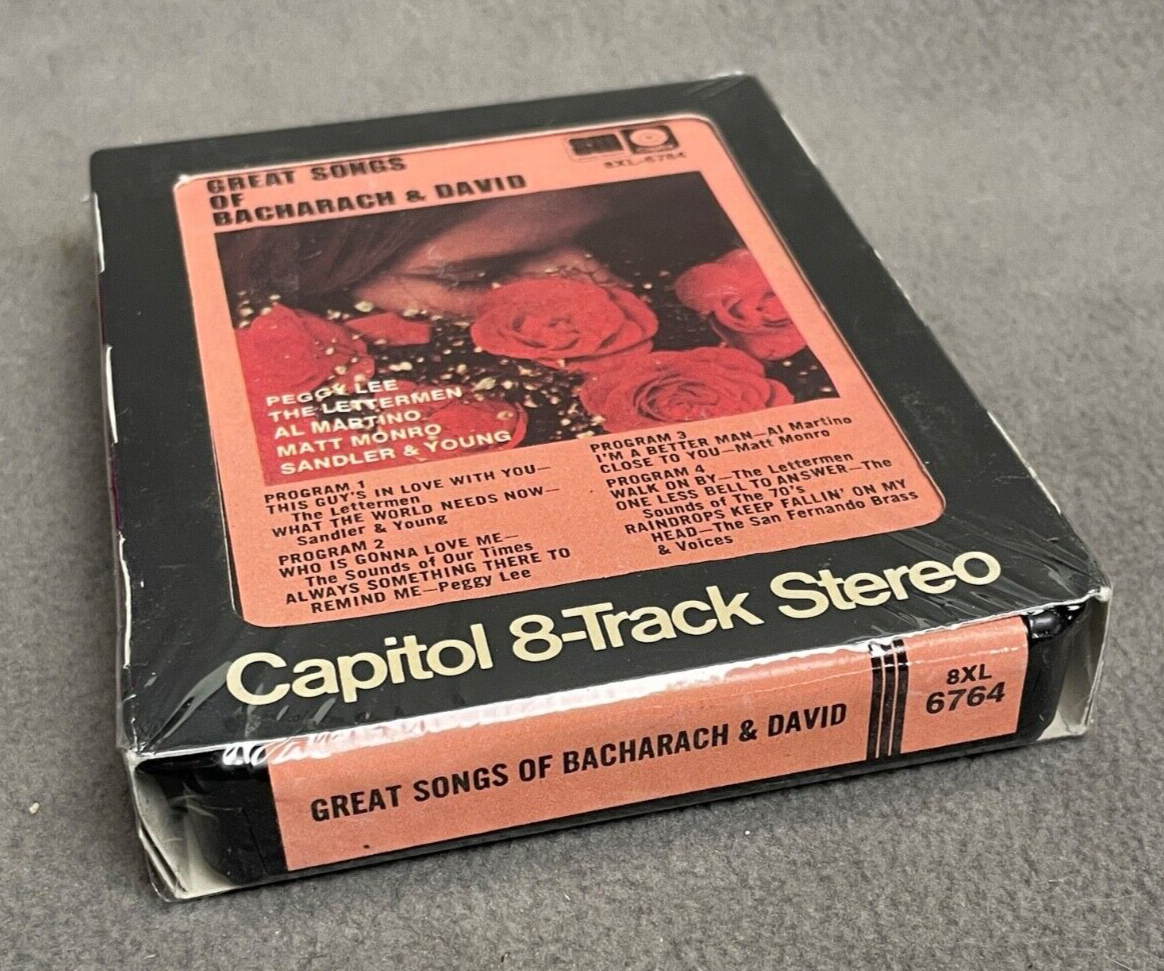 GREAT SONGS
OF
BACHARACH & DAVID
8XL-6764
PEGGY LEE
THE LETTERMEN
AL MARTINO
MATT MONRO
SANDLER & YOUNG
PROGRAM 1
THIS GUY'S IN LOVE WITH YOU—
The Lettermen
WHAT THE WORLD NEEDS NOW—
Sandler & Young
PROGRAM 2
WHO IS GONNA LOVE ME—
The Sounds of Our Times
ALWAYS SOMETHING THERE TO
REMIND ME—Peggy Lee
PROGRAM 3
I'M A BETTER MAN—Al Martino
CLOSE TO YOU—Matt Monro
PROGRAM 4
WALK ON BY—The Lettermen
ONE LESS BELL TO ANSWER—The
Sounds of The 70's
RAINDROPS KEEP FALLIN' ON MY
HEAD—The San Fernando Brass
& Voices
Capitol 8-Track Stereo
GREAT SONGS OF BACHARACH & DAVID
8XL
6764